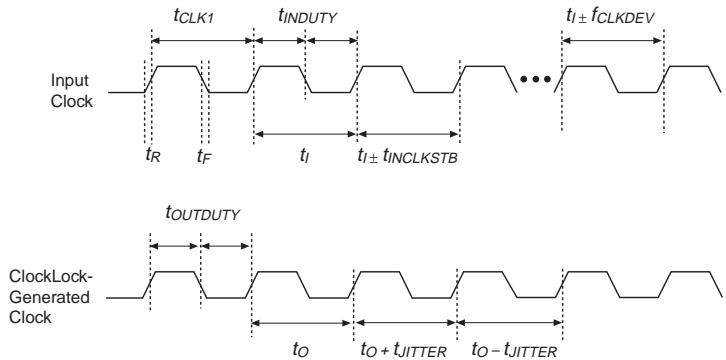 tCLK1 tINDUTY tI ± fCLKDEV
Input
Clock
tR tF tI tI ± tINCLKSTB
tOUTDUTY
ClockLock-
Generated
Clock
tO tO + tJITTER tO – tJITTER